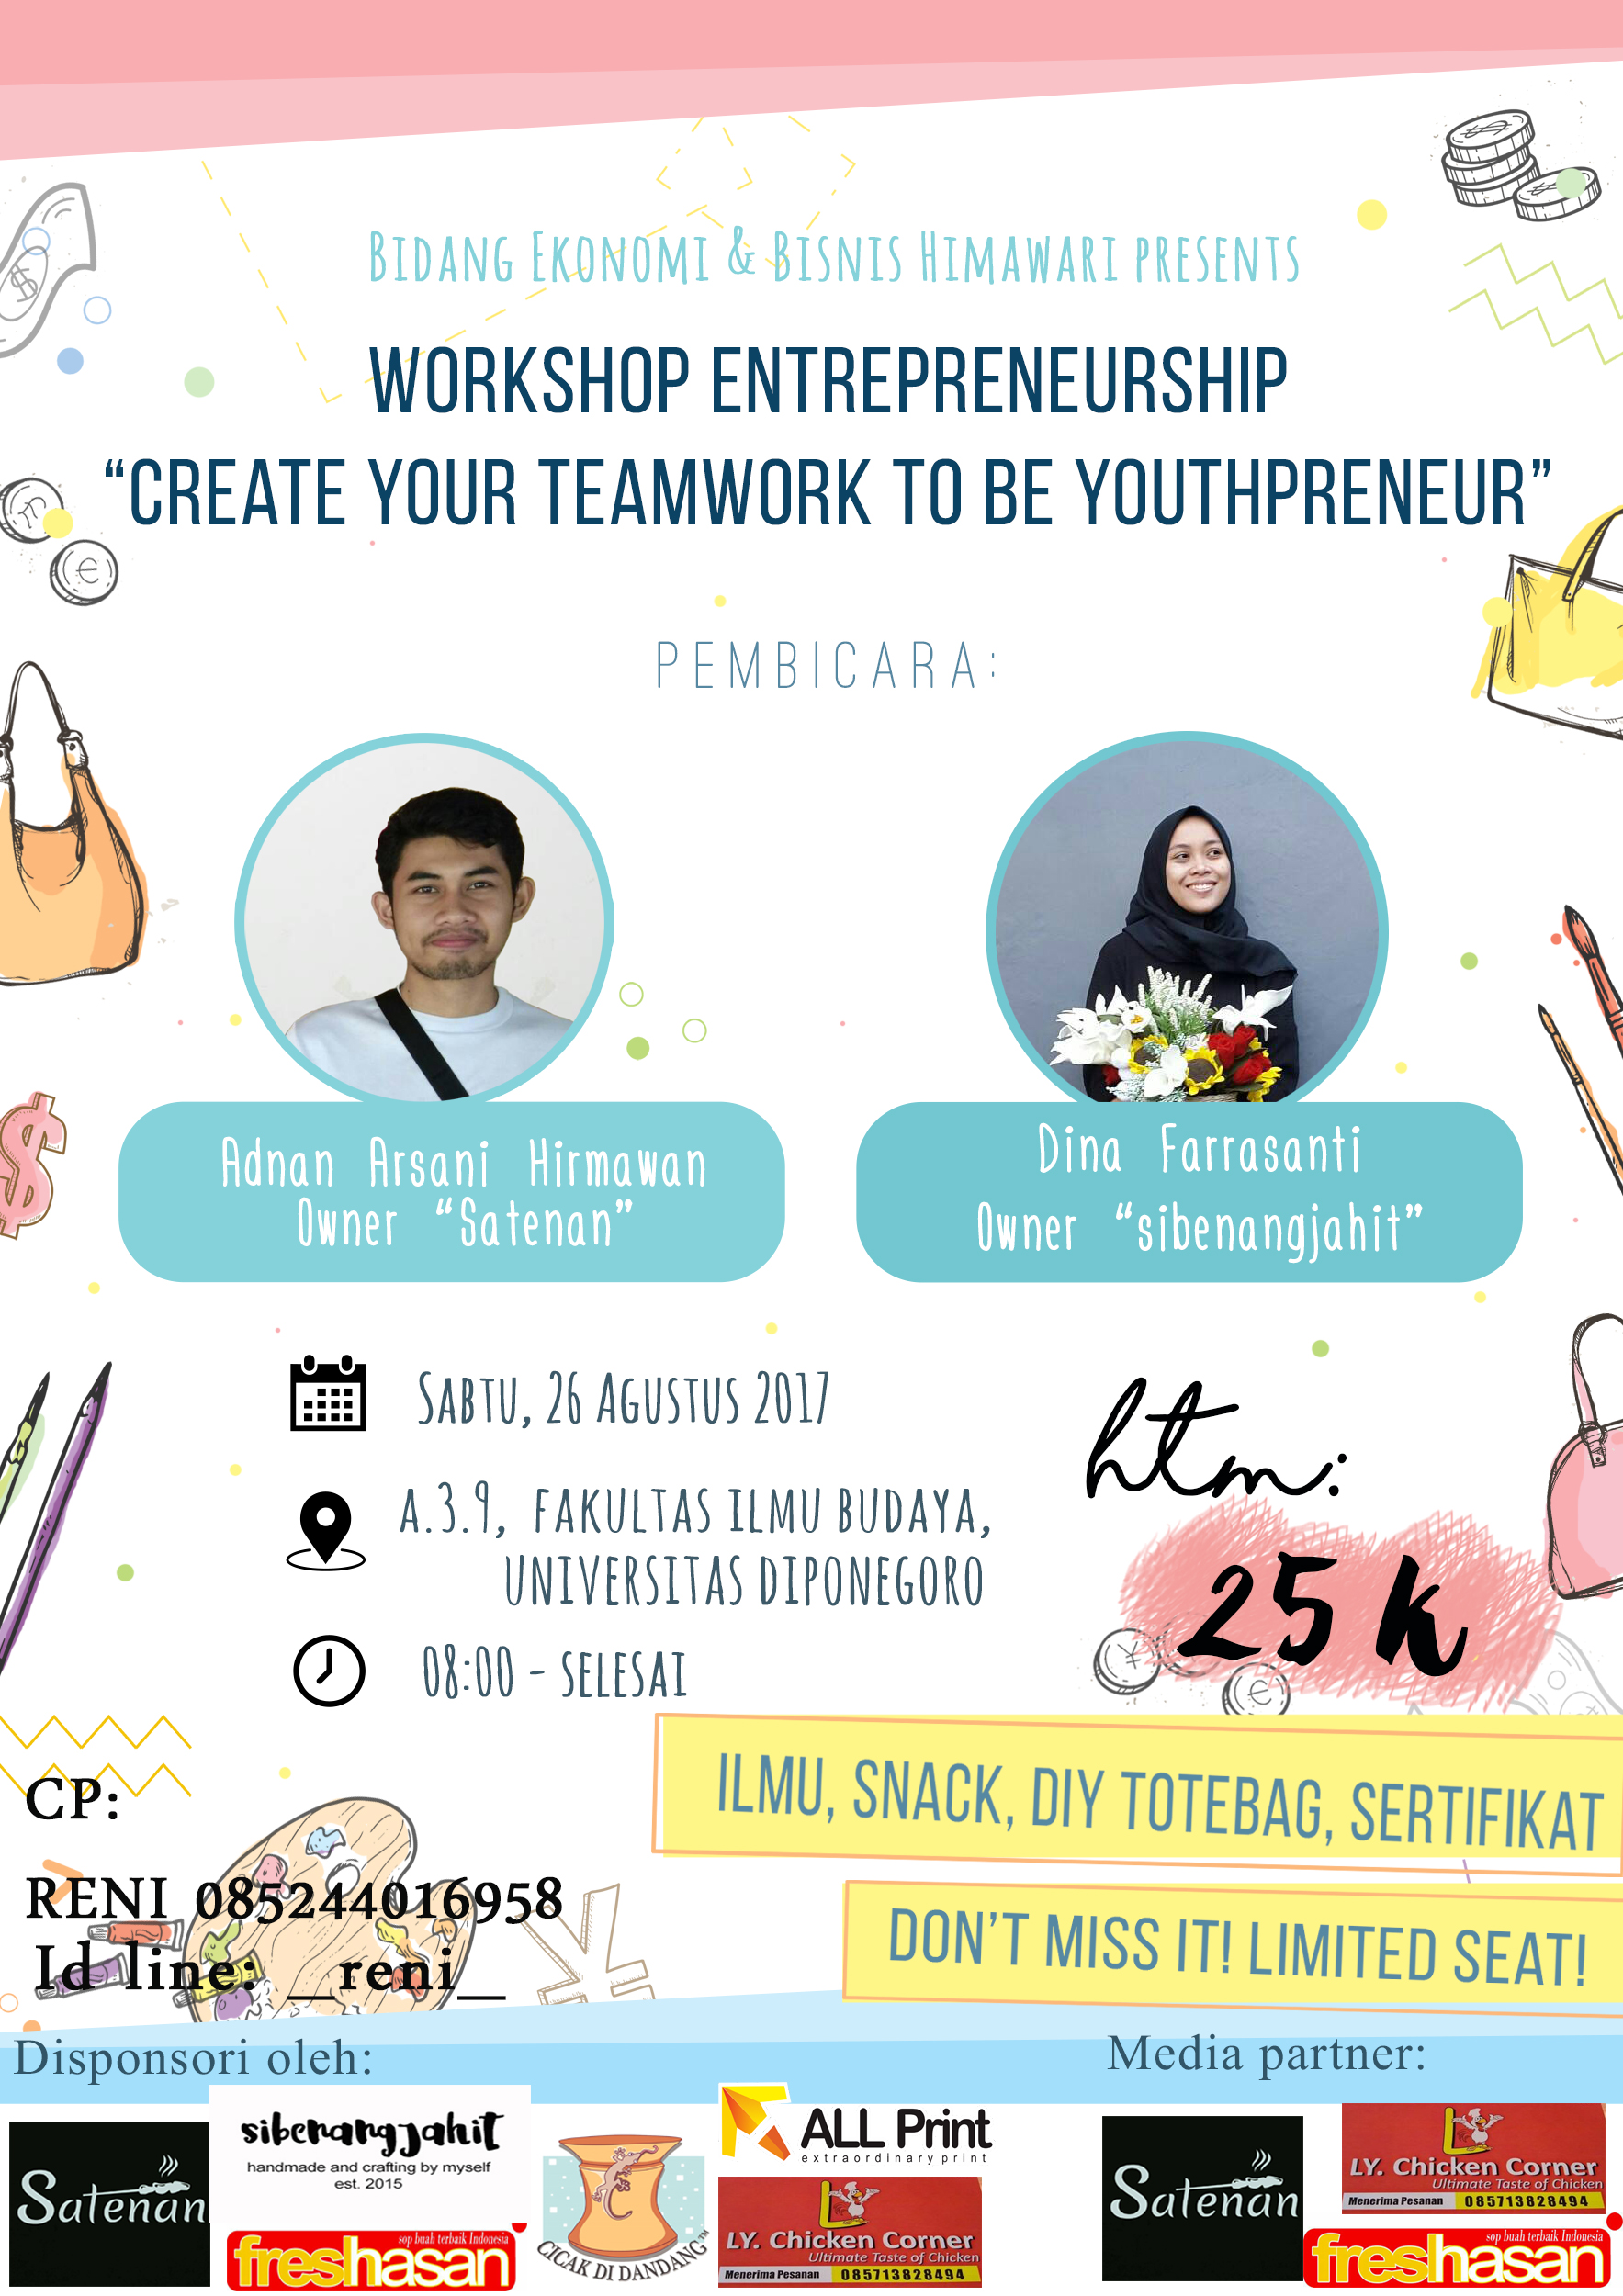 Bidang Ekonomi & Bisnis Himawari presents
WORKSHOP ENTREPRENEURSHIP
“CREATE YOUR TEAMWORK TO BE YOUTHPRENEUR”
PEMBICARA:
Adnan Arsani Hirmawan
Owner “Satenan”
Dina Farrasanti
Owner “sibenangjahit”
Sabtu, 26 Agustus 2017
A.3.9, FAKULTAS ILMU BUDAYA,
UNIVERSITAS DIPONEGORO
08:00 - SELESAI
htm:
25 K
ILMU, SNACK, DIY TOTEBAG, SERTIFIKAT
DON’T MISS IT! LIMITED SEAT!
CP:
RENI 085244016958
Id line: __reni__
Disponsori oleh:
Satenan
sibenangjahit
handmade and crafting by myself
est. 2015
sop buah terbaik Indonesia
freshasan
CICAK DI DANDANG™
ALL Print
extraordinary print
LY. Chicken Corner
Ultimate Taste of Chicken
Menerima Pesanan 085713828494
Media partner:
Satenan
LY. Chicken Corner
Ultimate Taste of Chicken
Menerima Pesanan 085713828494
sop buah terbaik Indonesia
freshasan